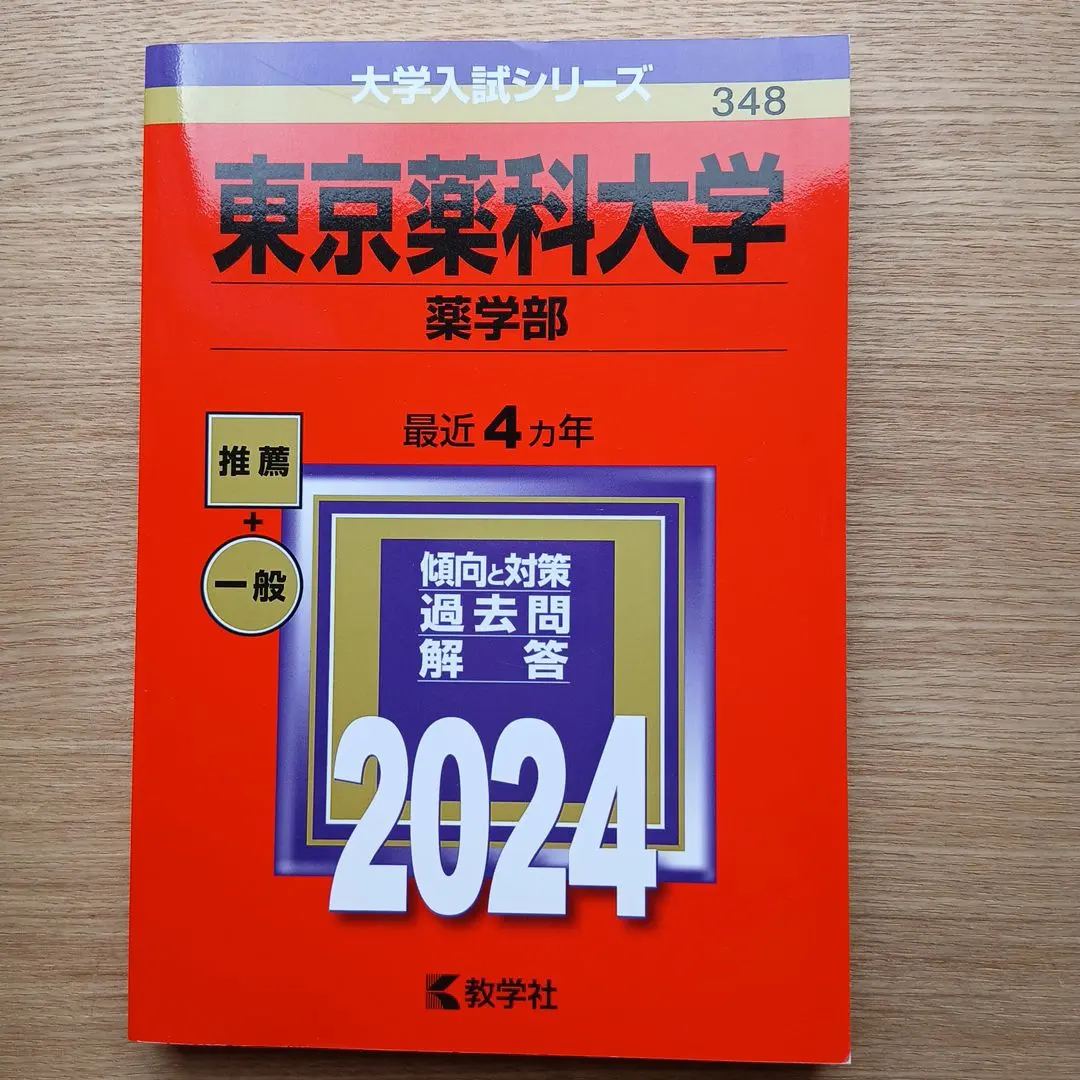 大学入試シリーズ
348
東京薬科大学
薬学部
最近4カ年
推薦
+
一般
傾向と対策
過去問
解答
2024
教学社